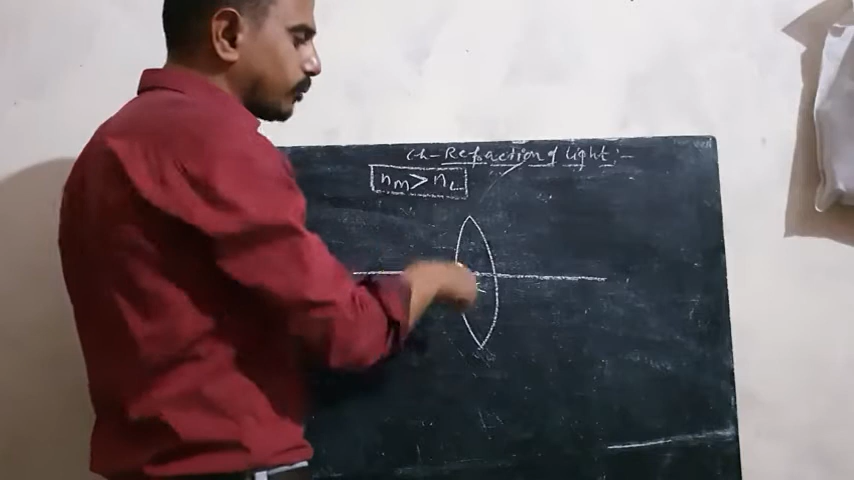 Ch- Refraction of light :-
nM > nL